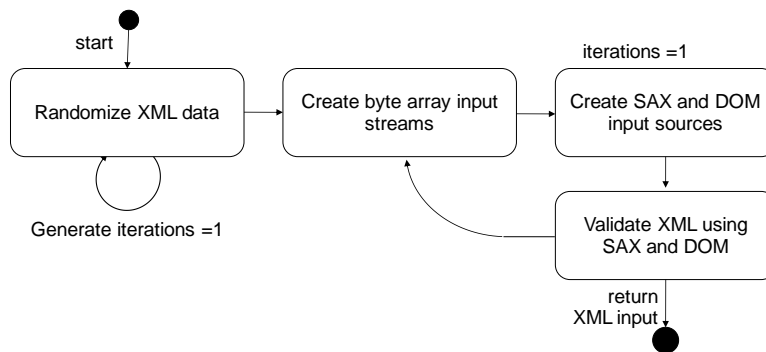 start
Randomize XML data
Generate iterations =1
Create byte array input
streams
iterations =1
Create SAX and DOM
input sources
Validate XML using
SAX and DOM
return
XML input